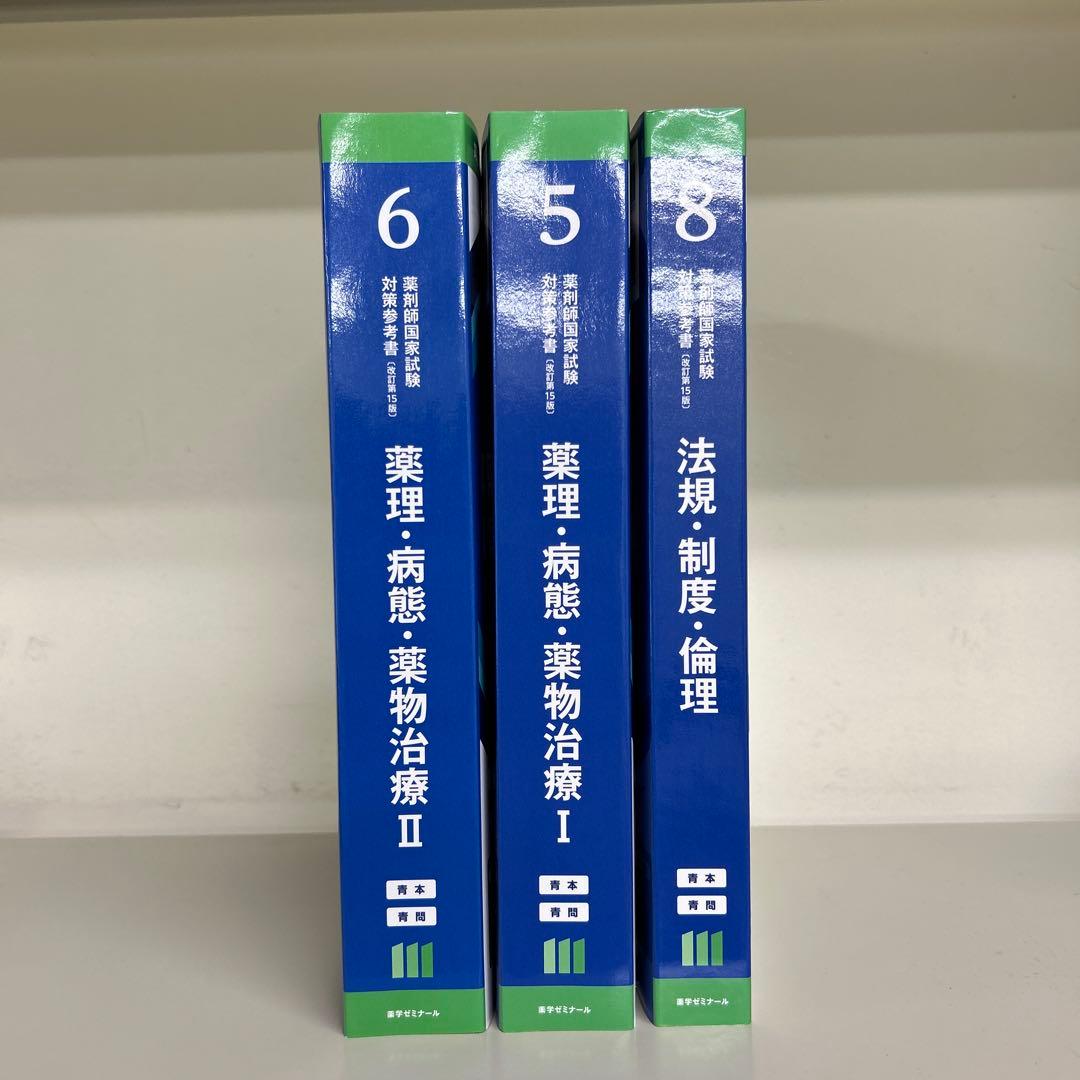 6
薬剤師国家試験
対策参考書〔改訂第15版〕
薬理・病態・薬物治療Ⅱ
青本
青問
薬学ゼミナール
5
薬剤師国家試験
対策参考書〔改訂第15版〕
薬理・病態・薬物治療Ⅰ
青本
青問
薬学ゼミナール
8
薬剤師国家試験
対策参考書〔改訂第15版〕
法規・制度・倫理
青本
青問
薬学ゼミナール